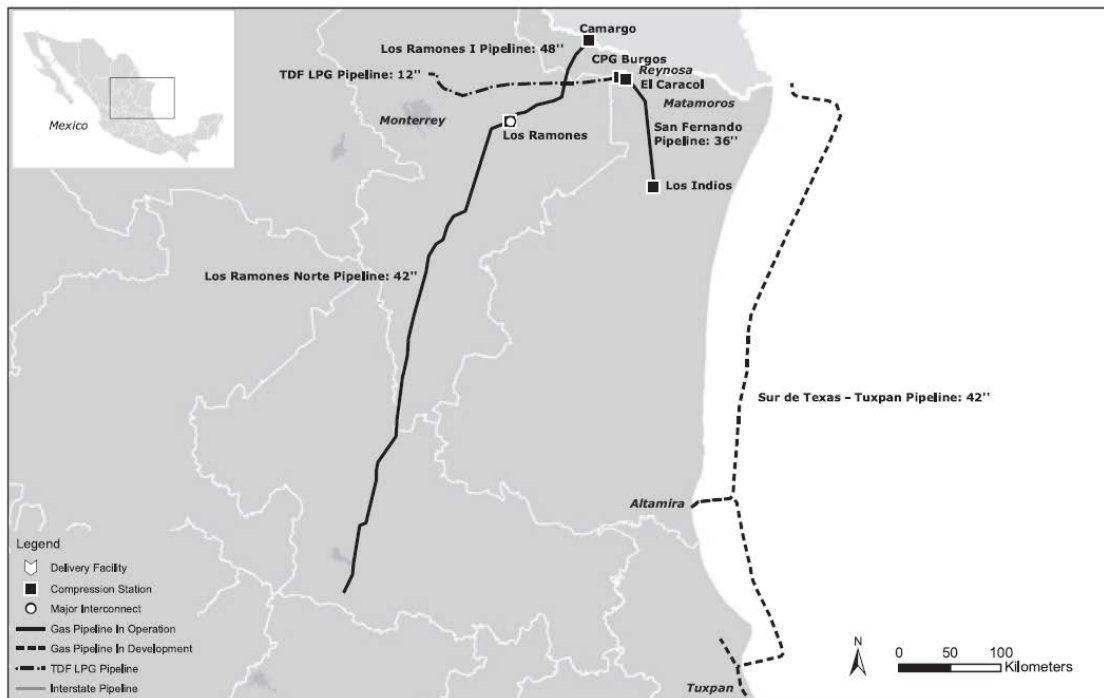 Camargo
Los Ramones I Pipeline: 48''
CPG Burgos
TDF LPG Pipeline: 12''
Reynosa
El Caracol
Matamoros
Mexico
Monterrey
Los Ramones
San Fernando
Pipeline: 36''
Los Indios
Los Ramones Norte Pipeline: 42''
Sur de Texas - Tuxpan Pipeline: 42''
Altamira
Legend
Delivery Facility
Compression Station
Major Interconnect
Gas Pipeline In Operation
Gas Pipeline In Development
TDF LPG Pipeline
Interstate Pipeline
Tuxpan
N
0 50 100
Kilometers